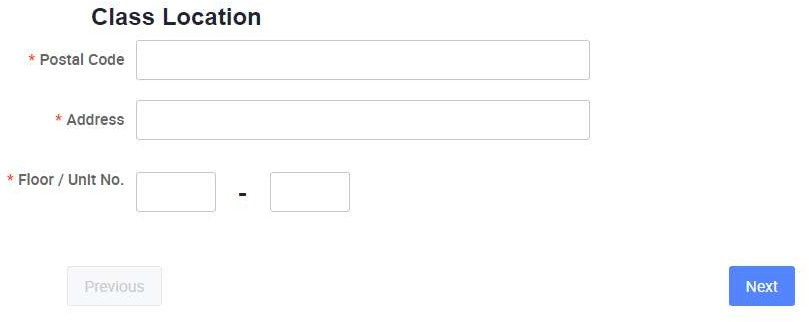 Class Location
* Postal Code
* Address
* Floor / Unit No.
-
Previous
Next